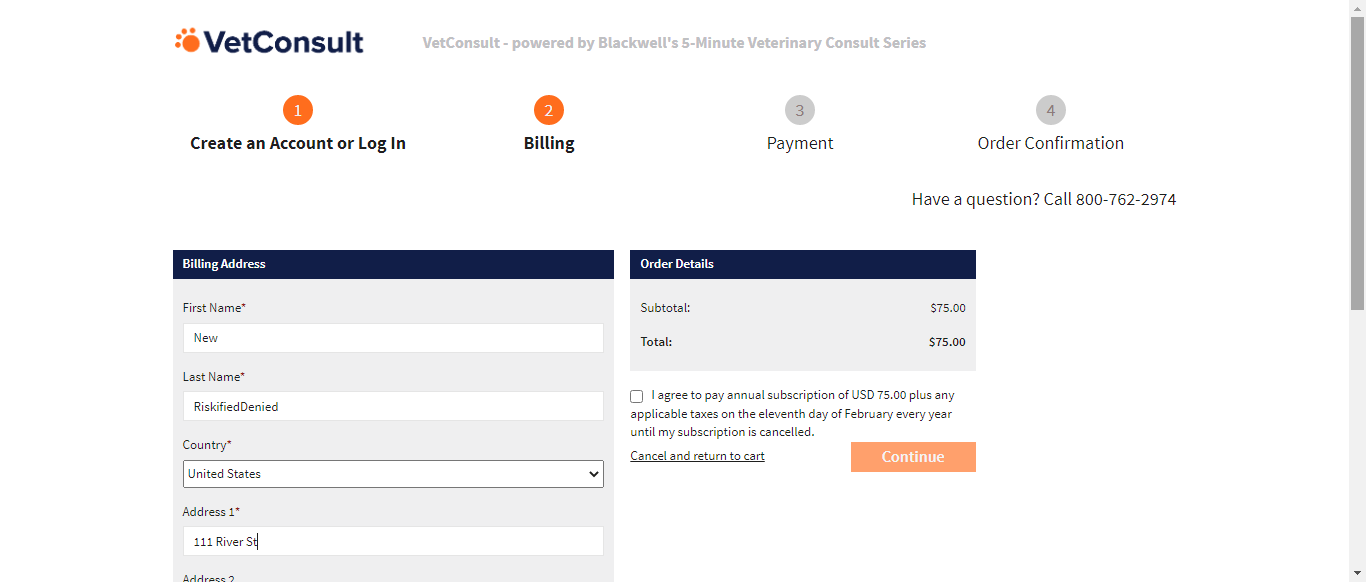 VetConsult
VetConsult - powered by Blackwell's 5-Minute Veterinary Consult Series
1
Create an Account or Log In
2
Billing
3
Payment
4
Order Confirmation
Have a question? Call 800-762-2974
Billing Address
First Name*
New
Last Name*
RiskifiedDenied
Country*
United States
Address 1*
111 River St
Address 2
Order Details
Subtotal: $75.00
Total: $75.00
I agree to pay annual subscription of USD 75.00 plus any
applicable taxes on the eleventh day of February every year
until my subscription is cancelled.
Cancel and return to cart
Continue